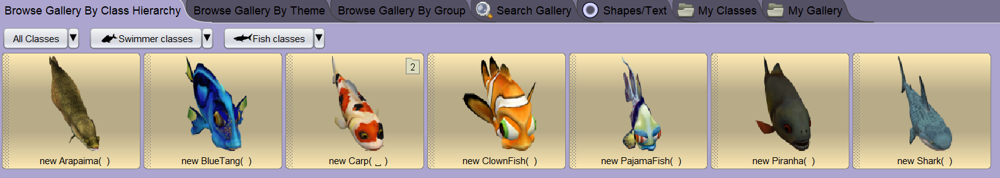 Browse Gallery By Class Hierarchy Browse Gallery By Theme Browse Gallery By Group Search Gallery Shapes/Text My Classes My Gallery
All Classes Swimmer classes Fish classes
2
new Arapaima( ) new BlueTang( ) new Carp( ␣ ) new ClownFish( ) new PajamaFish( ) new Piranha( ) new Shark( )